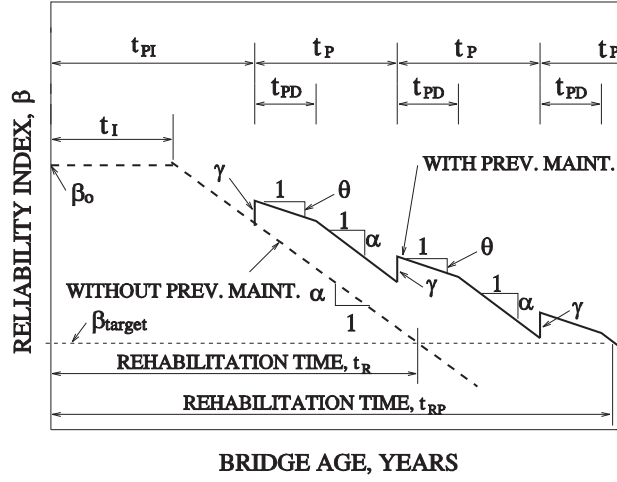 t_PI t_P t_P t_P
t_PD t_PD t_PD
t_I
RELIABILITY INDEX, β
β_o
γ 1 θ
WITH PREV. MAINT.
1 α
1 θ
γ
1 α
γ
WITHOUT PREV. MAINT. α
1
β_target
REHABILITATION TIME, t_R
REHABILITATION TIME, t_RP
BRIDGE AGE, YEARS